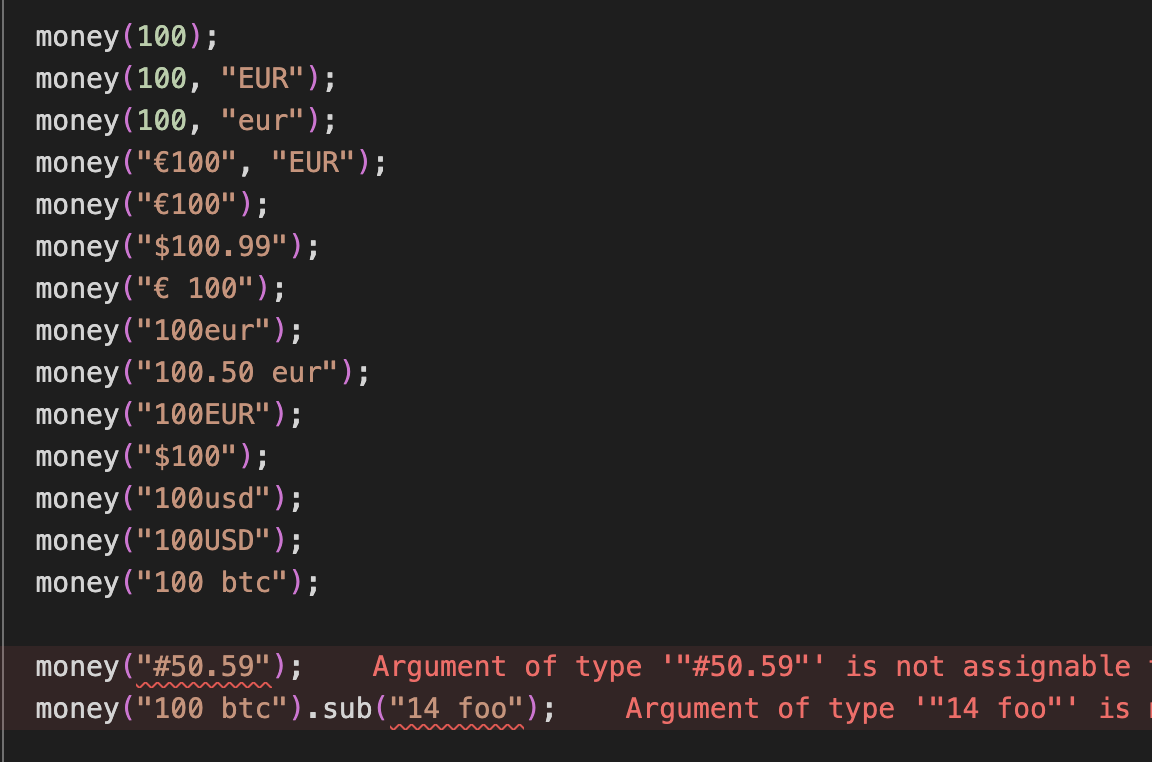 money(100);
money(100, "EUR");
money(100, "eur");
money("€100", "EUR");
money("€100");
money("$100.99");
money("€ 100");
money("100eur");
money("100.50 eur");
money("100EUR");
money("$100");
money("100usd");
money("100USD");
money("100 btc");
money("#50.59"); Argument of type '"#50.59"' is not assignable
money("100 btc").sub("14 foo"); Argument of type '"14 foo"' is